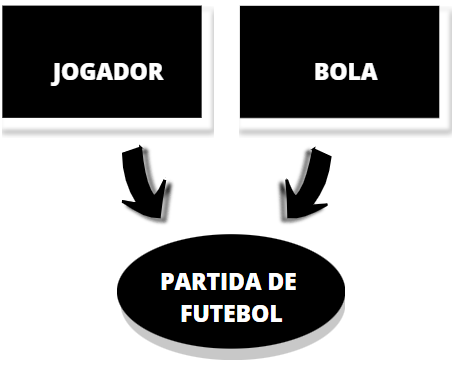 JOGADOR
BOLA
PARTIDA DE
FUTEBOL